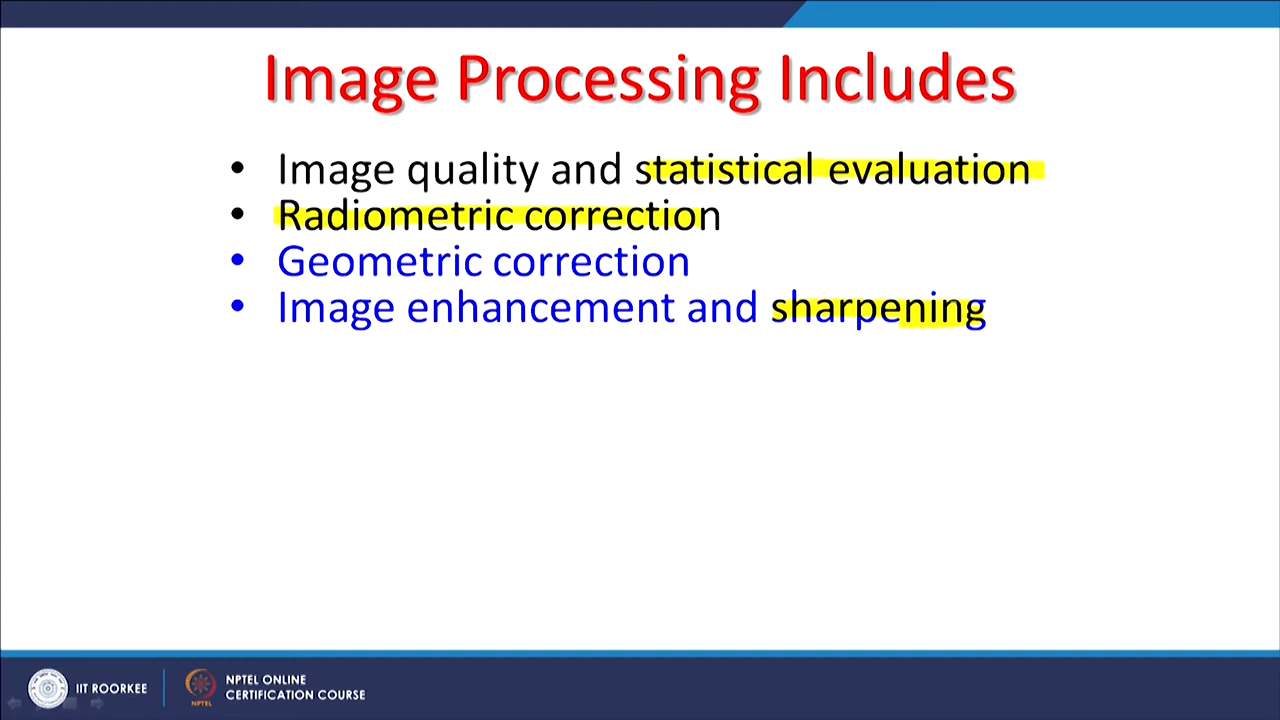 Image Processing Includes
• Image quality and statistical evaluation
• Radiometric correction
• Geometric correction
• Image enhancement and sharpening
IIT ROORKEE
NPTEL
NPTEL ONLINE
CERTIFICATION COURSE